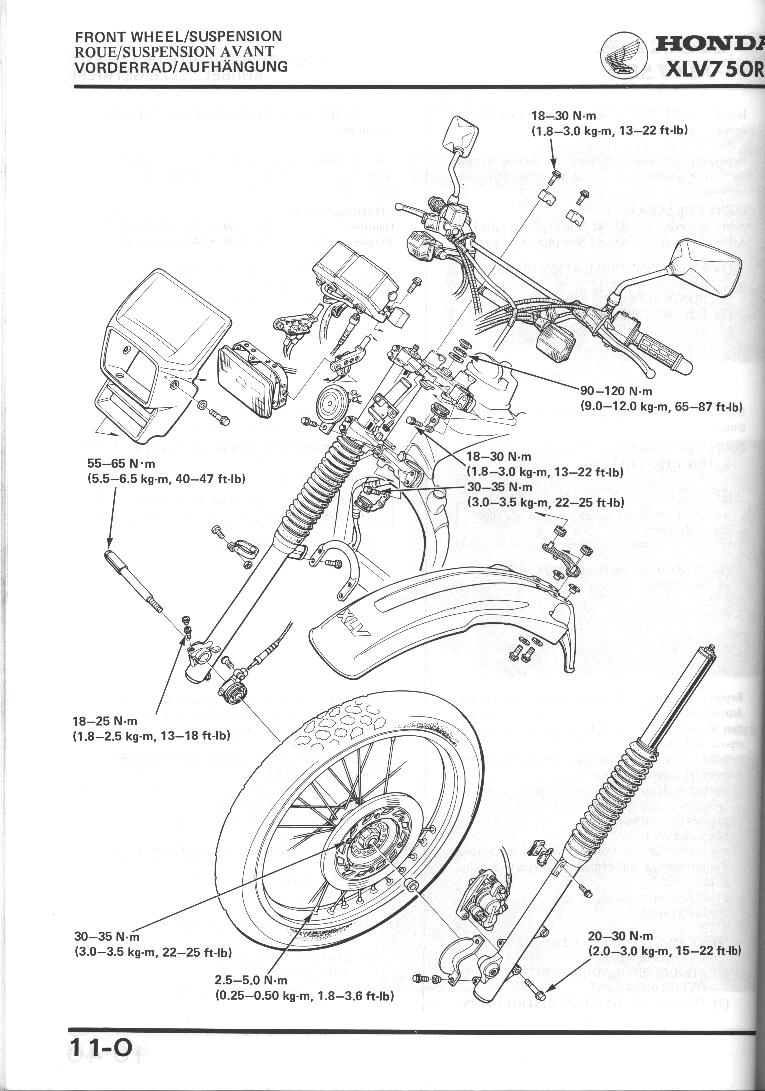 FRONT WHEEL/SUSPENSION
ROUE/SUSPENSION AVANT
VORDERRAD/AUFHÄNGUNG
HONDA
XLV750R
18–30 N·m
(1.8–3.0 kg-m, 13–22 ft-lb)
90–120 N·m
(9.0–12.0 kg-m, 65–87 ft-lb)
55–65 N·m
(5.5–6.5 kg-m, 40–47 ft-lb)
18–30 N·m
(1.8–3.0 kg-m, 13–22 ft-lb)
30–35 N·m
(3.0–3.5 kg-m, 22–25 ft-lb)
XLV
18–25 N·m
(1.8–2.5 kg-m, 13–18 ft-lb)
30–35 N·m
(3.0–3.5 kg-m, 22–25 ft-lb)
20–30 N·m
(2.0–3.0 kg-m, 15–22 ft-lb)
2.5–5.0 N·m
(0.25–0.50 kg-m, 1.8–3.6 ft-lb)
11-0